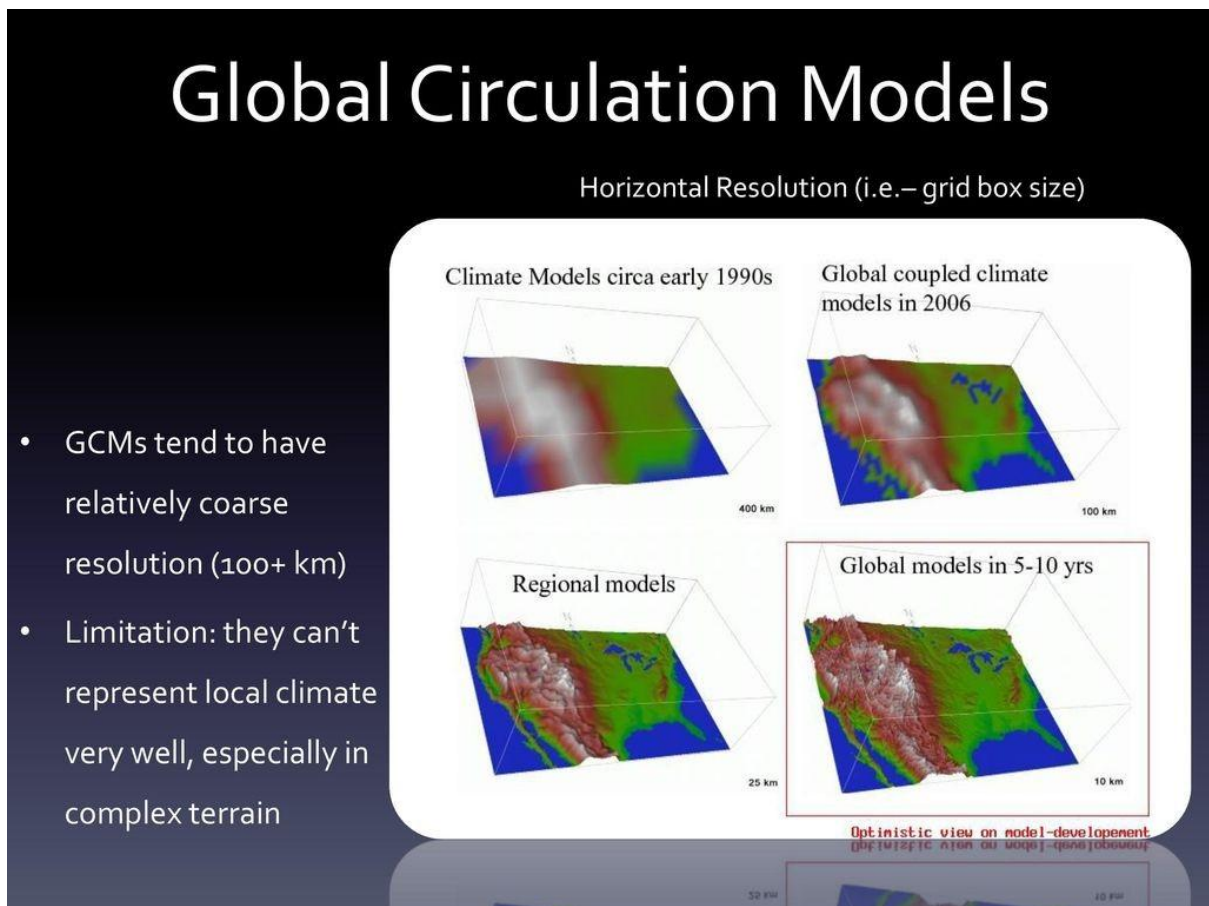 Global Circulation Models
Horizontal Resolution (i.e.– grid box size)
• GCMs tend to have
relatively coarse
resolution (100+ km)
• Limitation: they can’t
represent local climate
very well, especially in
complex terrain
Climate Models circa early 1990s
400 km
Global coupled climate
models in 2006
100 km
Regional models
25 km
Global models in 5-10 yrs
10 km
Optimistic view on model-developement